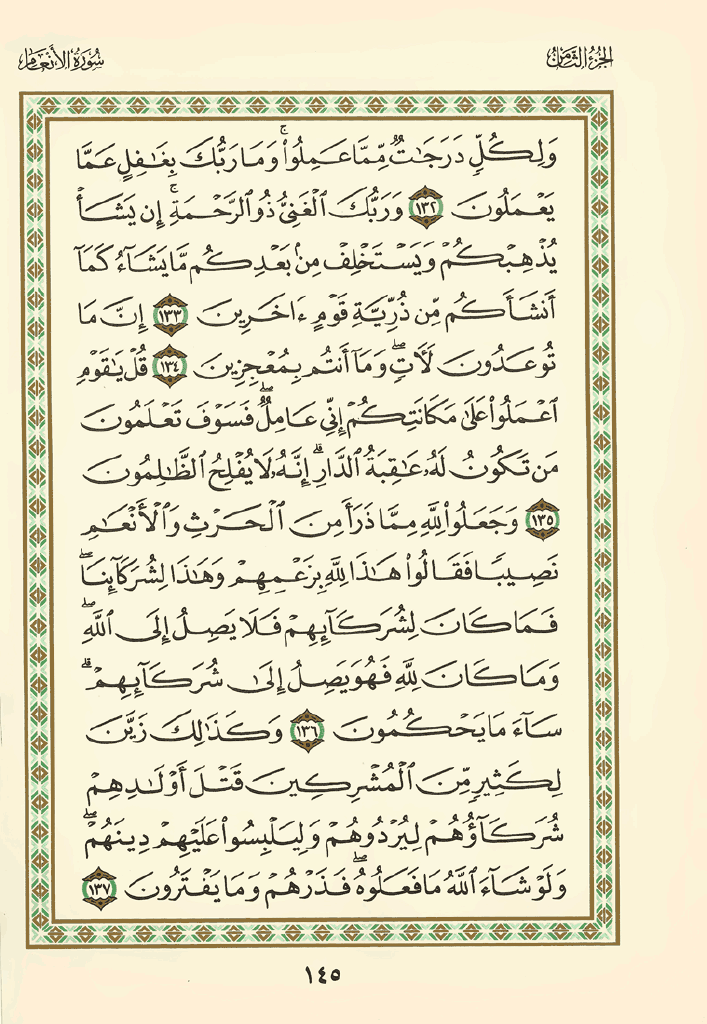 الجزء الثامن
سورة الأنعام
وَلِكُلٍّ دَرَجَٰتٌ مِّمَّا عَمِلُوا۟ ۚ وَمَا رَبُّكَ بِغَٰفِلٍ عَمَّا
يَعْمَلُونَ ١٣٢ وَرَبُّكَ ٱلْغَنِىُّ ذُو ٱلرَّحْمَةِ ۚ إِن يَشَأْ
يُذْهِبْكُمْ وَيَسْتَخْلِفْ مِنۢ بَعْدِكُم مَّا يَشَآءُ كَمَآ
أَنشَأَكُم مِّن ذُرِّيَّةِ قَوْمٍ ءَاخَرِينَ ١٣٣ إِنَّ مَا
تُوعَدُونَ لَءَاتٍ ۖ وَمَآ أَنتُم بِمُعْجِزِينَ ١٣٤ قُلْ يَٰقَوْمِ
ٱعْمَلُوا۟ عَلَىٰ مَكَانَتِكُمْ إِنِّى عَامِلٌ ۖ فَسَوْفَ تَعْلَمُونَ
مَن تَكُونُ لَهُۥ عَٰقِبَةُ ٱلدَّارِ ۗ إِنَّهُۥ لَا يُفْلِحُ ٱلظَّٰلِمُونَ
١٣٥ وَجَعَلُوا۟ لِلَّهِ مِمَّا ذَرَأَ مِنَ ٱلْحَرْثِ وَٱلْأَنْعَٰمِ
نَصِيبًا فَقَالُوا۟ هَٰذَا لِلَّهِ بِزَعْمِهِمْ وَهَٰذَا لِشُرَكَآئِنَا ۖ
فَمَا كَانَ لِشُرَكَآئِهِمْ فَلَا يَصِلُ إِلَى ٱللَّهِ ۖ
وَمَا كَانَ لِلَّهِ فَهُوَ يَصِلُ إِلَىٰ شُرَكَآئِهِمْ ۗ
سَآءَ مَا يَحْكُمُونَ ١٣٦ وَكَذَٰلِكَ زَيَّنَ
لِكَثِيرٍ مِّنَ ٱلْمُشْرِكِينَ قَتْلَ أَوْلَٰدِهِمْ
شُرَكَآؤُهُمْ لِيُرْدُوهُمْ وَلِيَلْبِسُوا۟ عَلَيْهِمْ دِينَهُمْ ۖ
وَلَوْ شَآءَ ٱللَّهُ مَا فَعَلُوهُ ۖ فَذَرْهُمْ وَمَا يَفْتَرُونَ ١٣٧
١٤٥